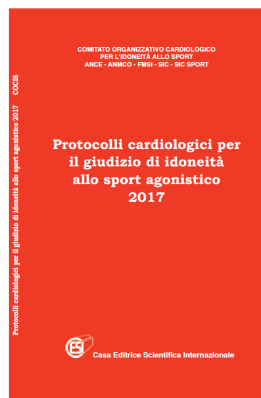 COMITATO ORGANIZZATIVO CARDIOLOGICO
PER L'IDONEITÀ ALLO SPORT
ANCE - ANMCO - FMSI - SIC - SIC SPORT
Protocolli cardiologici per
il giudizio di idoneità
allo sport agonistico
2017
CESI
Casa Editrice Scientifica Internazionale
Protocolli cardiologici per il giudizio di idoneità allo sport agonistico 2017 COCIS